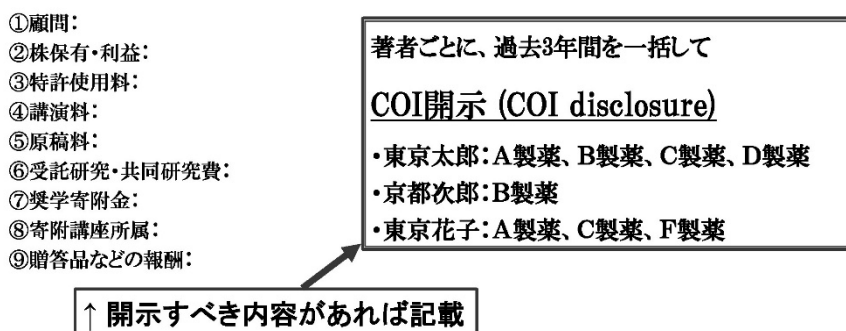 ①顧問：
②株保有・利益：
③特許使用料：
④講演料：
⑤原稿料：
⑥受託研究・共同研究費：
⑦奨学寄附金：
⑧寄附講座所属：
⑨贈答品などの報酬：
著者ごとに、過去3年間を一括して
COI開示 (COI disclosure)
・東京太郎：A製薬、B製薬、C製薬、D製薬
・京都次郎：B製薬
・東京花子：A製薬、C製薬、F製薬
↑ 開示すべき内容があれば記載